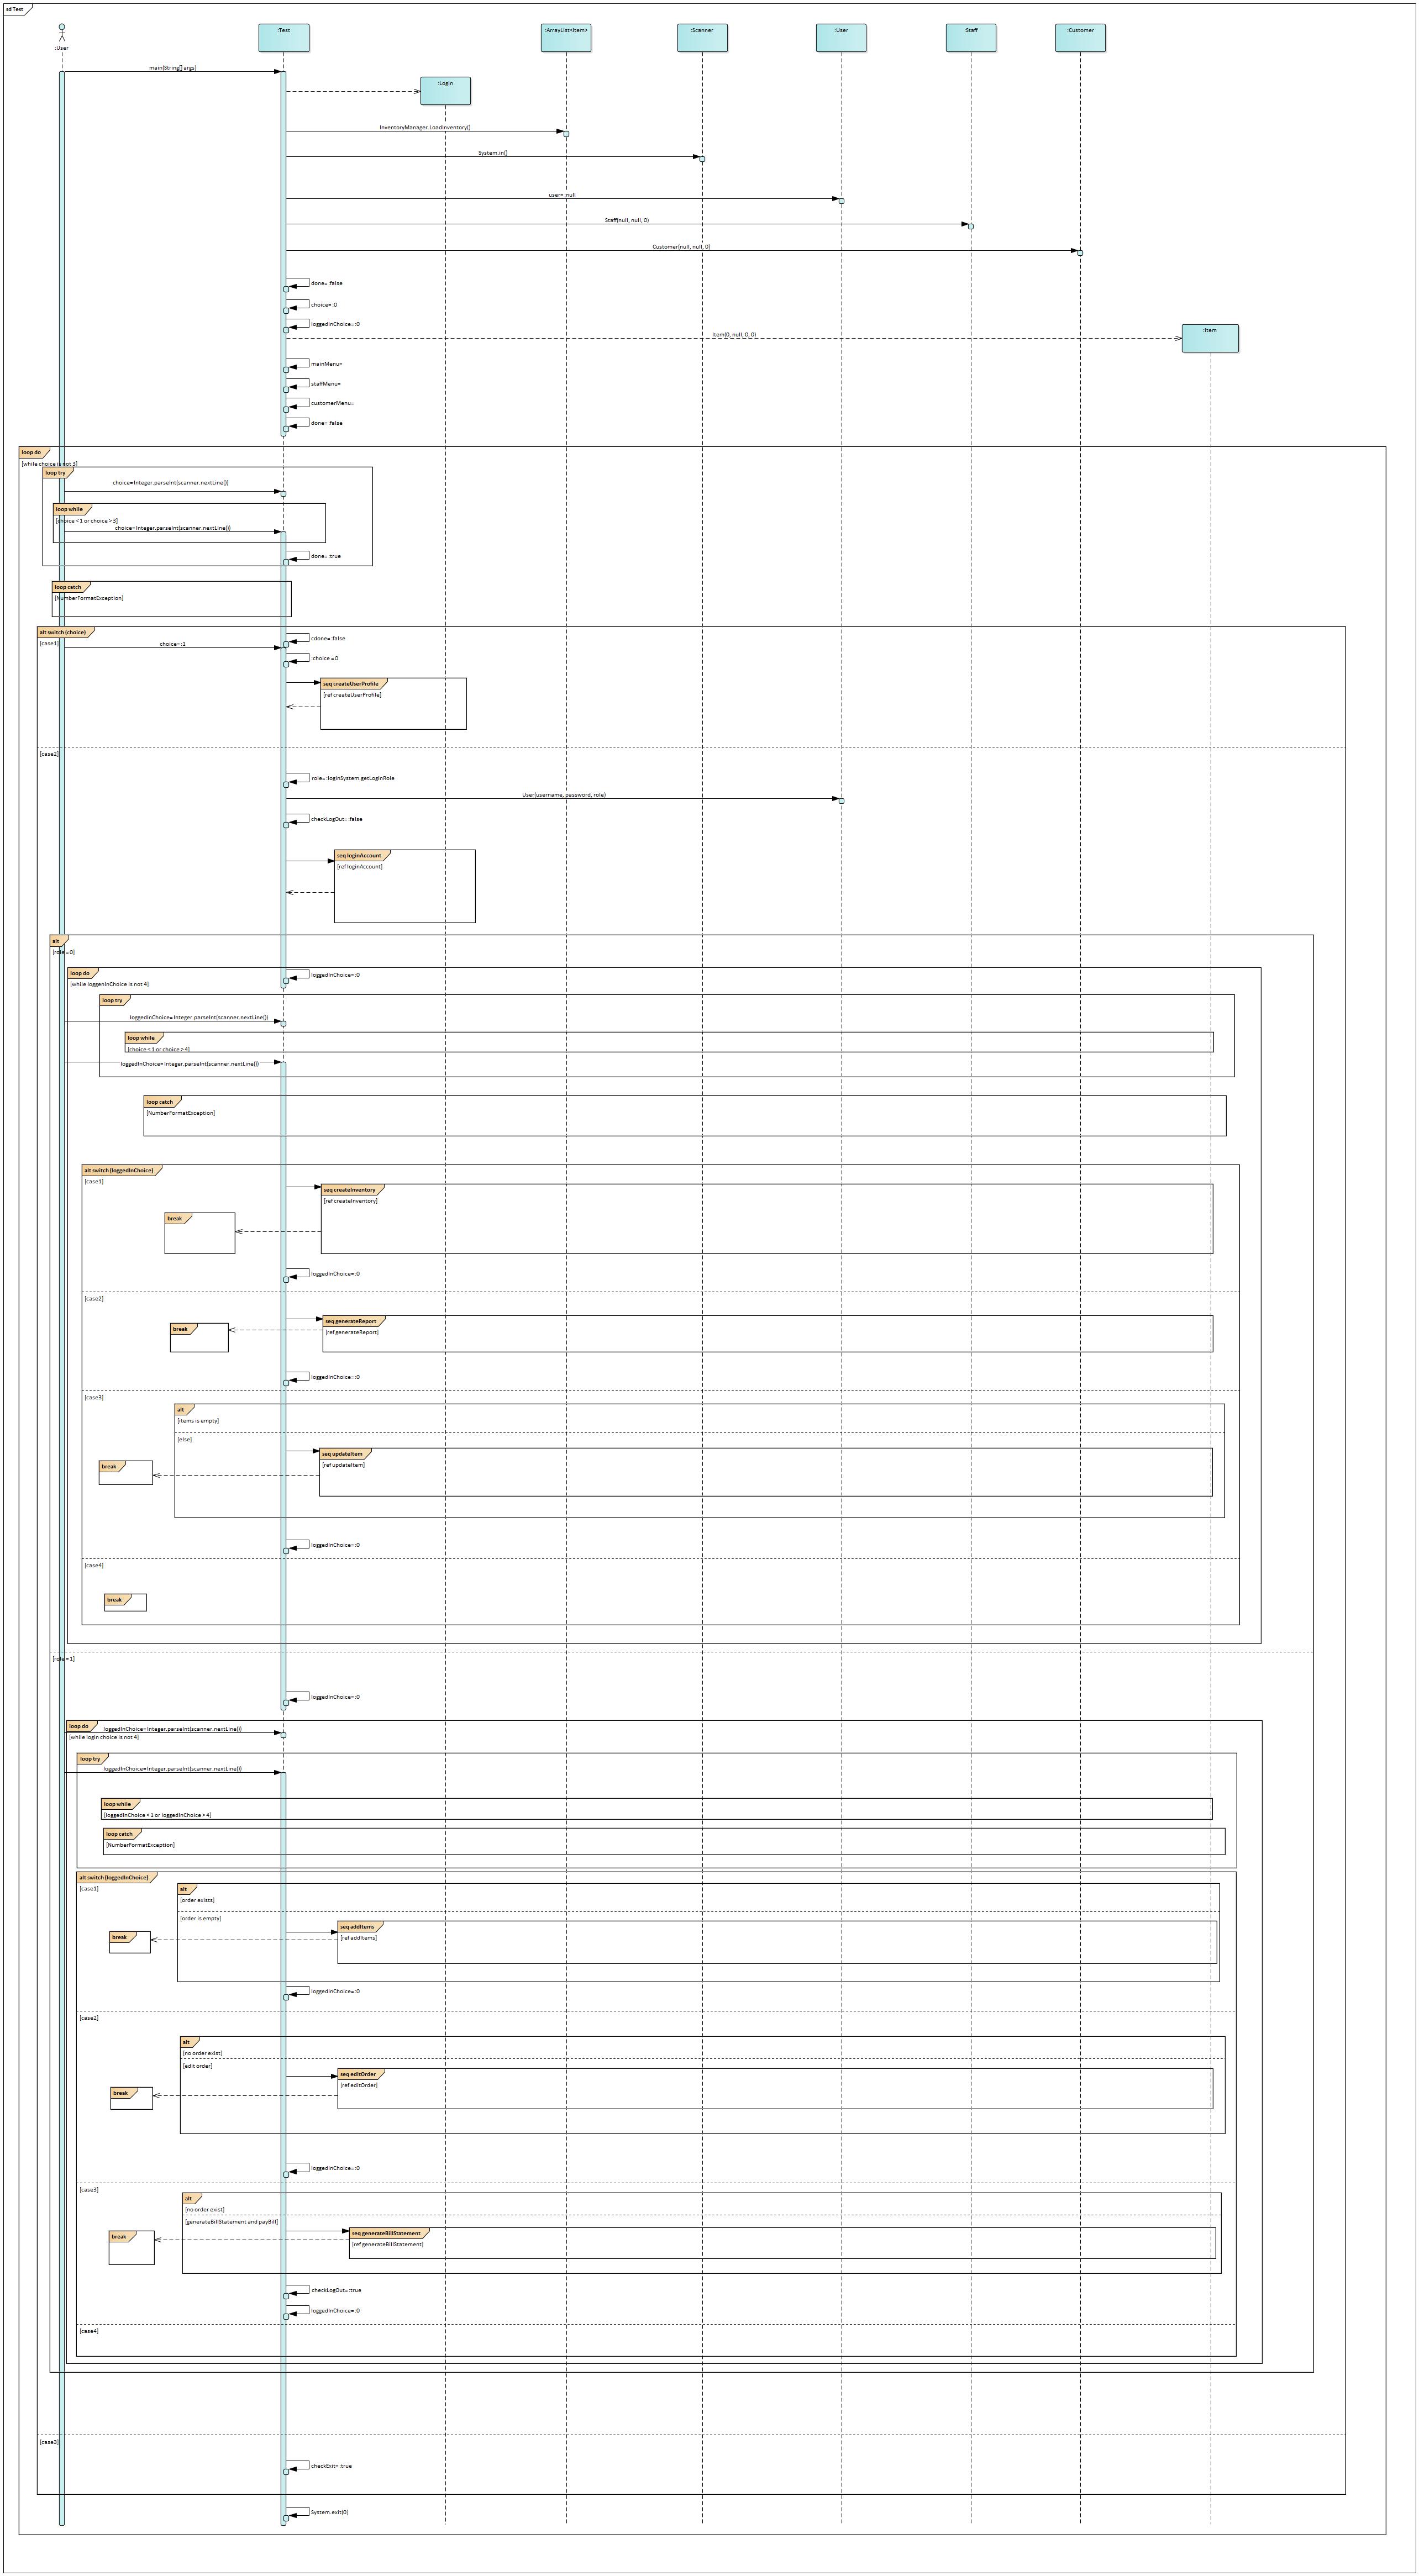 sd Test
:User
:Test
:ArrayList<Item>
:Scanner
:User
:Staff
:Customer
main(String[] args)
:Login
InventoryManager.LoadInventory()
System.in()
user= :null
Staff(null, null, 0)
Customer(null, null, 0)
done= :false
choice= :0
loggedInChoice= :0
:Item
Item(0, null, 0, 0)
mainMenu=
staffMenu=
customerMenu=
done= :false
loop do
[while choice is not 3]
loop try
choice=Integer.parseInt(scanner.nextLine())
loop while
[choice < 1 or choice > 3]
choice=Integer.parseInt(scanner.nextLine())
done= :true
loop catch
[NumberFormatException]
alt switch (choice)
[case1]
cdone= :false
choice= :1
:choice = 0
seq createUserProfile
[ref createUserProfile]
[case2]
role= :loginSystem.getLogInRole
User(username, password, role)
checkLogOut= :false
seq loginAccount
[ref loginAccount]
alt
[role = 0]
loop do
loggedInChoice= :0
[while loggenInChoice is not 4]
loop try
loggedInChoice=Integer.parseInt(scanner.nextLine())
loop while
[choice < 1 or choice > 4]
loggedInChoice=Integer.parseInt(scanner.nextLine())
loop catch
[NumberFormatException]
alt switch (loggedInChoice)
[case1]
seq createInventory
[ref createInventory]
break
loggedInChoice= :0
[case2]
seq generateReport
break
[ref generateReport]
loggedInChoice= :0
[case3]
alt
[items is empty]
[else]
seq updateItem
[ref updateItem]
break
loggedInChoice= :0
[case4]
break
[role = 1]
loggedInChoice= :0
loop do
loggedInChoice=Integer.parseInt(scanner.nextLine())
[while login choice is not 4]
loop try
loggedInChoice=Integer.parseInt(scanner.nextLine())
loop while
[loggedInChoice < 1 or loggedInChoice > 4]
loop catch
[NumberFormatException]
alt switch (loggedInChoice)
[case1]
alt
[order exists]
[order is empty]
seq addItems
[ref addItems]
break
loggedInChoice= :0
[case2]
alt
[no order exist]
[edit order]
seq editOrder
[ref editOrder]
break
loggedInChoice= :0
[case3]
alt
[no order exist]
[generateBillStatement and payBill]
seq generateBillStatement
break
[ref generateBillStatement]
checkLogOut= :true
loggedInChoice= :0
[case4]
[case3]
checkExit= :true
System.exit(0)